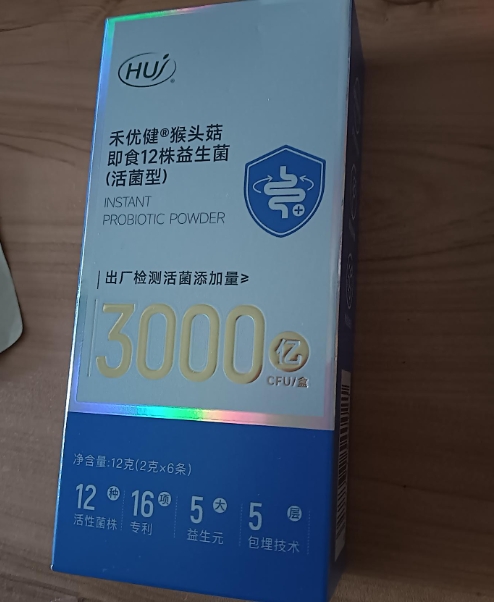 HUI®
禾优健®猴头菇
即食12株益生菌
(活菌型)
INSTANT
PROBIOTIC POWDER
出厂检测活菌添加量≥
3000亿
CFU/盒
净含量:12克(2克×6条)
12种 16项 5大 5层
活性菌株 专利 益生元 包埋技术